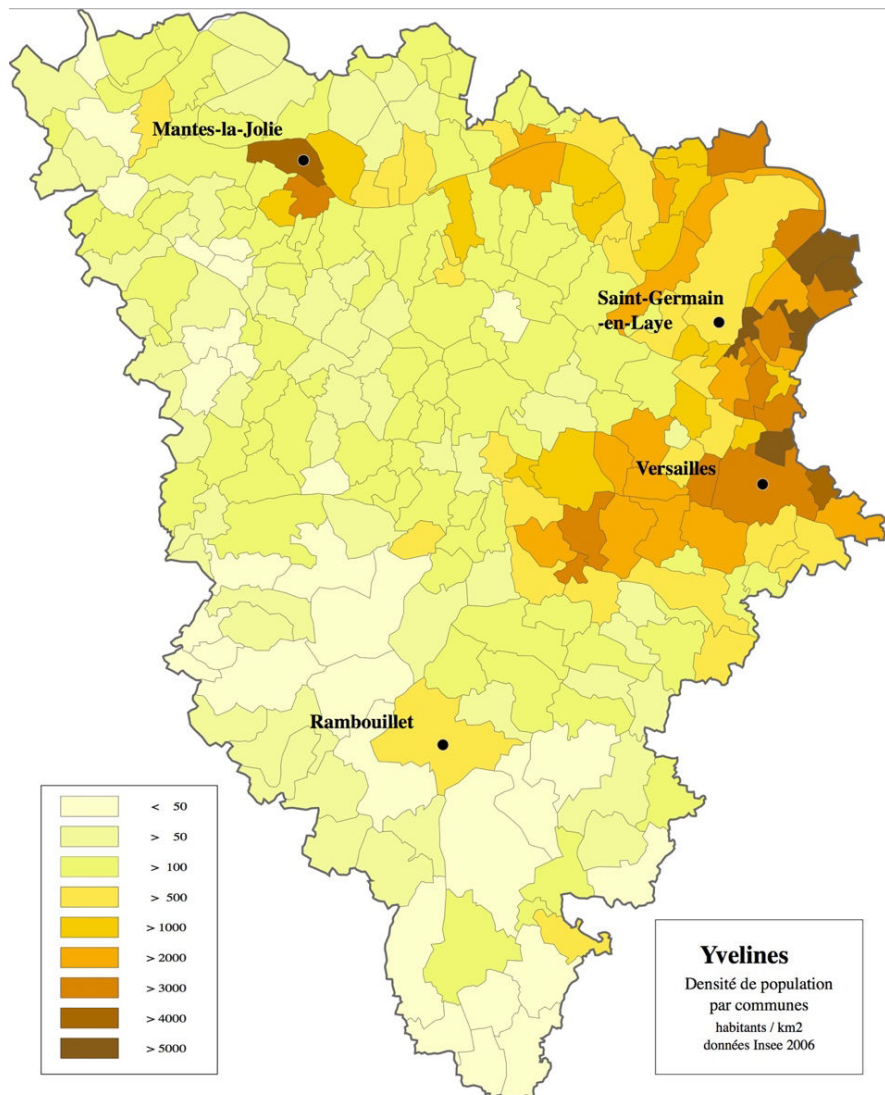 Mantes-la-Jolie
Saint-Germain
-en-Laye
Versailles
Rambouillet
< 50
> 50
> 100
> 500
> 1000
> 2000
> 3000
> 4000
> 5000
Yvelines
Densité de population
par communes
habitants / km2
données Insee 2006